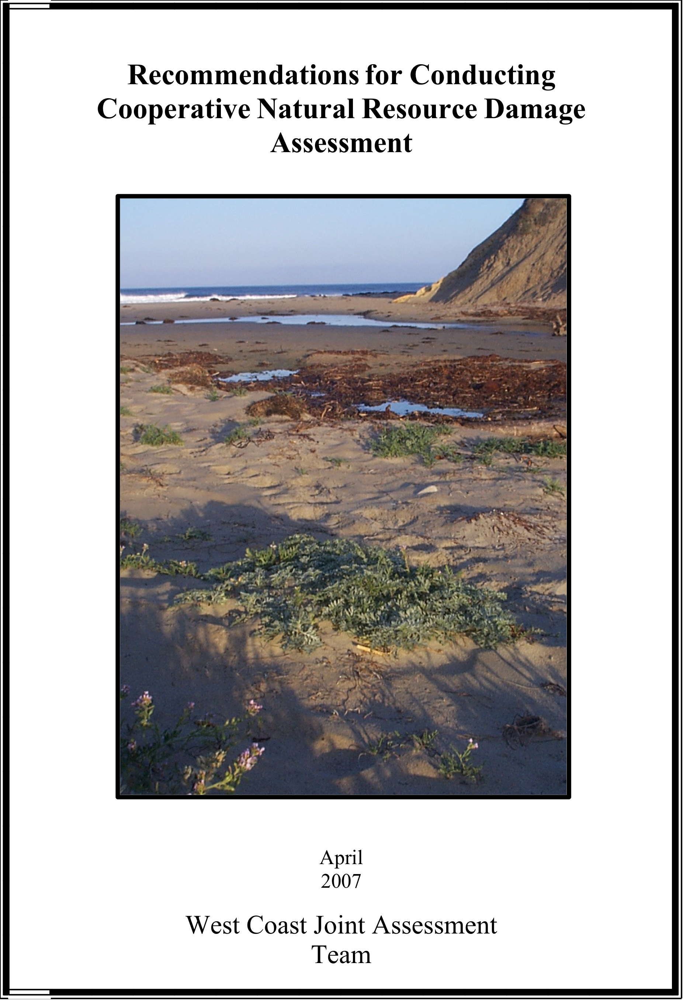 Recommendations for Conducting
Cooperative Natural Resource Damage
Assessment
April
2007
West Coast Joint Assessment
Team